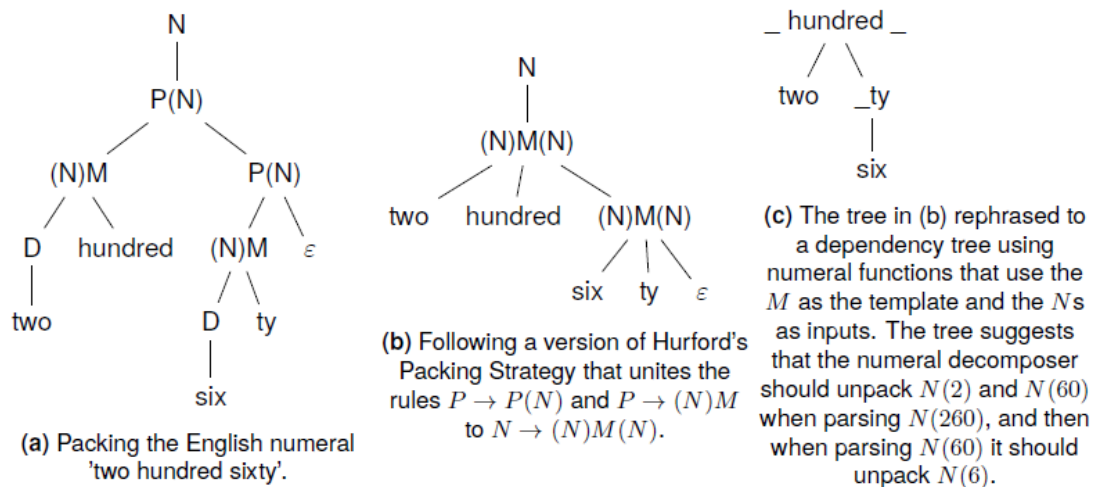 N
P(N)
(N)M P(N)
D hundred (N)M ε
two D ty
six
(a) Packing the English numeral
'two hundred sixty'.
N
(N)M(N)
two hundred (N)M(N)
six ty ε
(b) Following a version of Hurford's
Packing Strategy that unites the
rules P → P(N) and P → (N)M
to N → (N)M(N).
_ hundred _
two _ty
six
(c) The tree in (b) rephrased to
a dependency tree using
numeral functions that use the
M as the template and the Ns
as inputs. The tree suggests
that the numeral decomposer
should unpack N(2) and N(60)
when parsing N(260), and then
when parsing N(60) it should
unpack N(6).